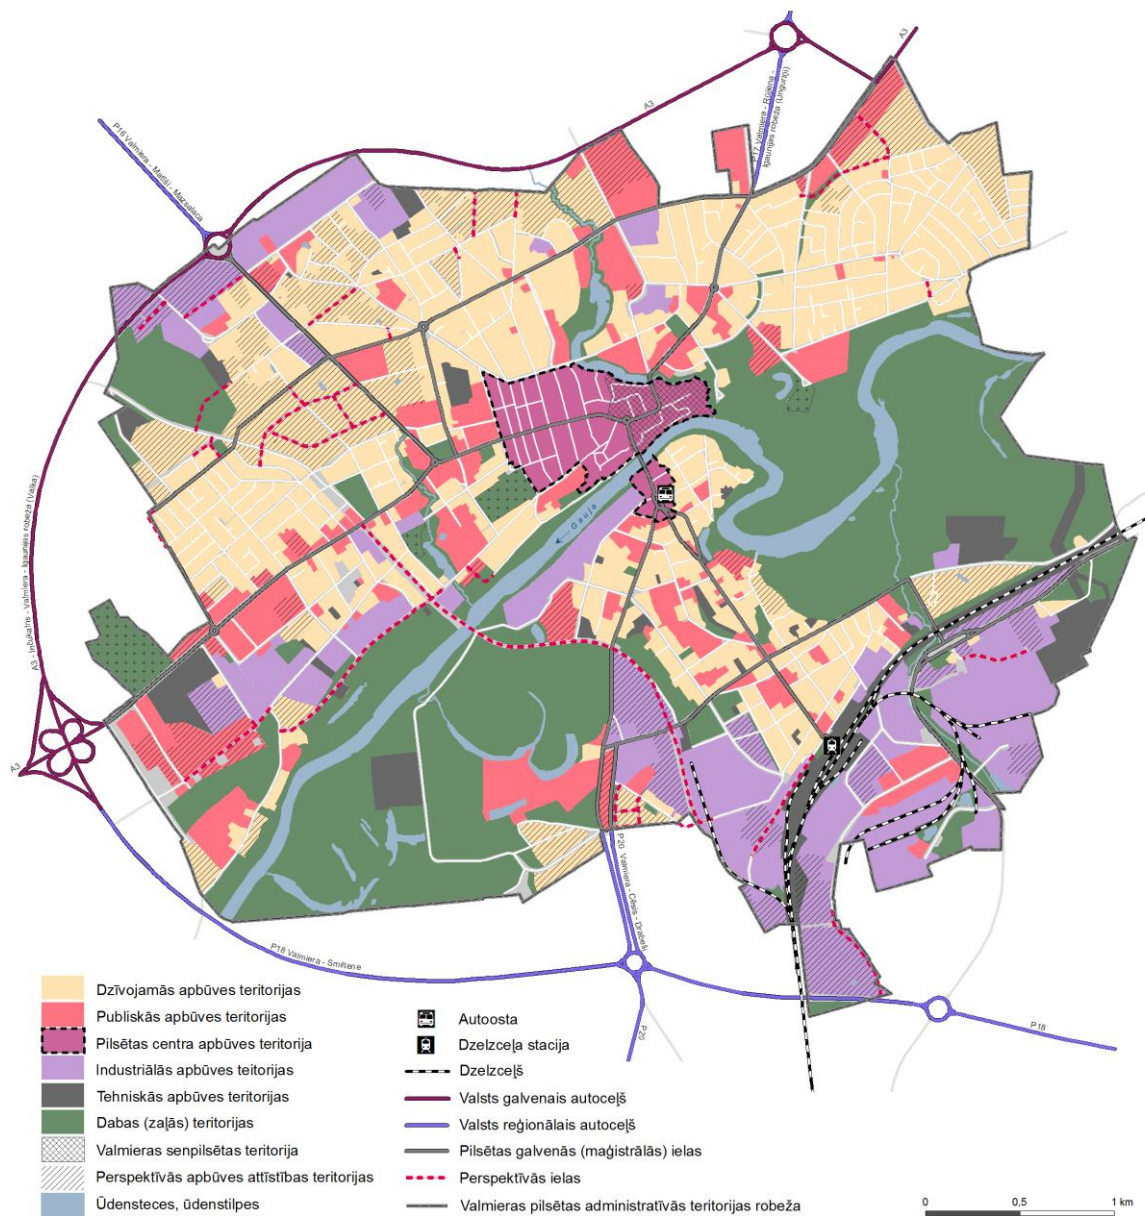 A3
A3
P17 Valmiera - Rūjiena -
Igaunijas robeža (Unguriņi)
P16 Valmiera - Matīši - Mazsalaca
A3 - Inčukalns - Valmiera - Igaunijas robeža (Valka)
← Gauja
A3
P20 Valmiera - Cēsis - Drabeši
P18 Valmiera - Smiltene
P20
P18
Dzīvojamās apbūves teritorijas
Publiskās apbūves teritorijas
Pilsētas centra apbūves teritorija
Industriālās apbūves teitorijas
Tehniskās apbūves teritorijas
Dabas (zaļās) teritorijas
Valmieras senpilsētas teritorija
Perspektīvās apbūves attīstības teritorijas
Ūdensteces, ūdenstilpes
Autoosta
Dzelzceļa stacija
Dzelzceļš
Valsts galvenais autoceļš
Valsts reģionālais autoceļš
Pilsētas galvenās (maģistrālās) ielas
Perspektīvās ielas
Valmieras pilsētas administratīvās teritorijas robeža
0 0,5 1 km